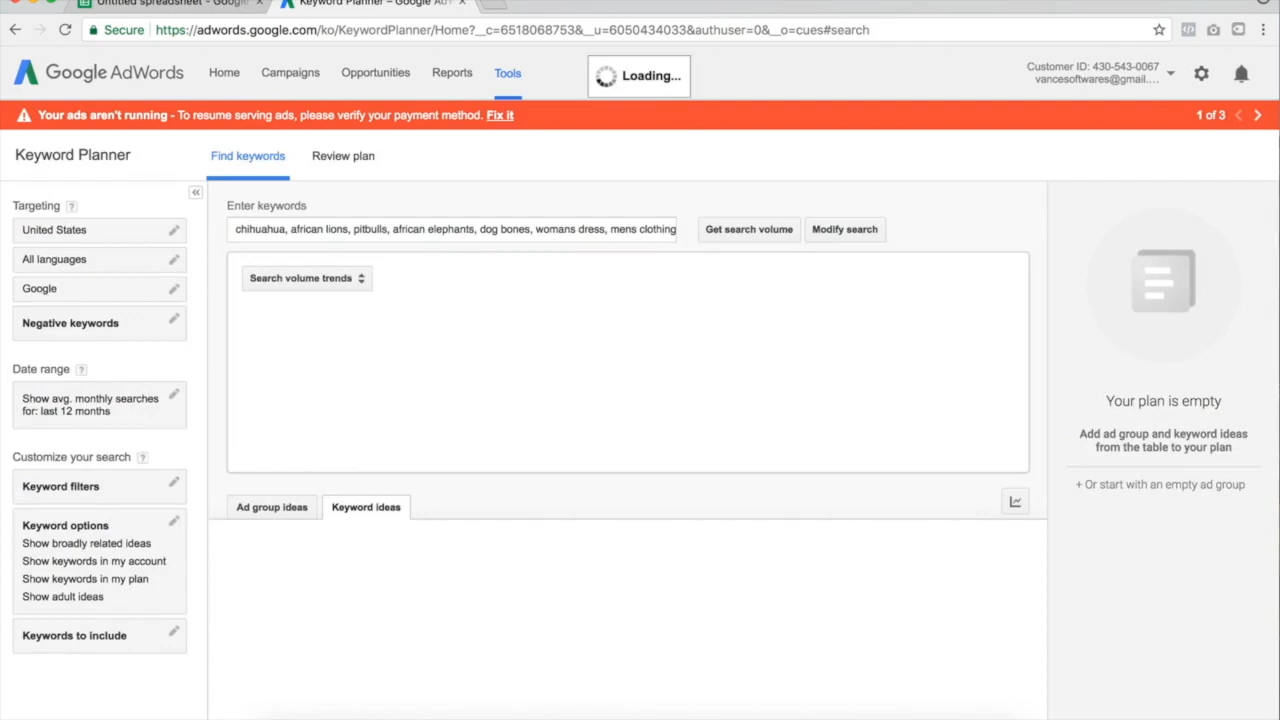 Untitled spreadsheet - Google
Keyword Planner – Google Ad
Secure
https://adwords.google.com/ko/KeywordPlanner/Home?__c=6518068753&__u=6050434033&authuser=0&__o=cues#search
Google AdWords
Home
Campaigns
Opportunities
Reports
Tools
Loading...
Customer ID: 430-543-0067
vancesoftwares@gmail....
Your ads aren't running - To resume serving ads, please verify your payment method. Fix it
1 of 3
Keyword Planner
Find keywords
Review plan
Targeting ?
United States
All languages
Google
Negative keywords
Date range ?
Show avg. monthly searches
for: last 12 months
Customize your search ?
Keyword filters
Keyword options
Show broadly related ideas
Show keywords in my account
Show keywords in my plan
Show adult ideas
Keywords to include
Enter keywords
chihuahua, african lions, pitbulls, african elephants, dog bones, womans dress, mens clothing
Get search volume
Modify search
Search volume trends
Ad group ideas
Keyword ideas
Your plan is empty
Add ad group and keyword ideas
from the table to your plan
+ Or start with an empty ad group